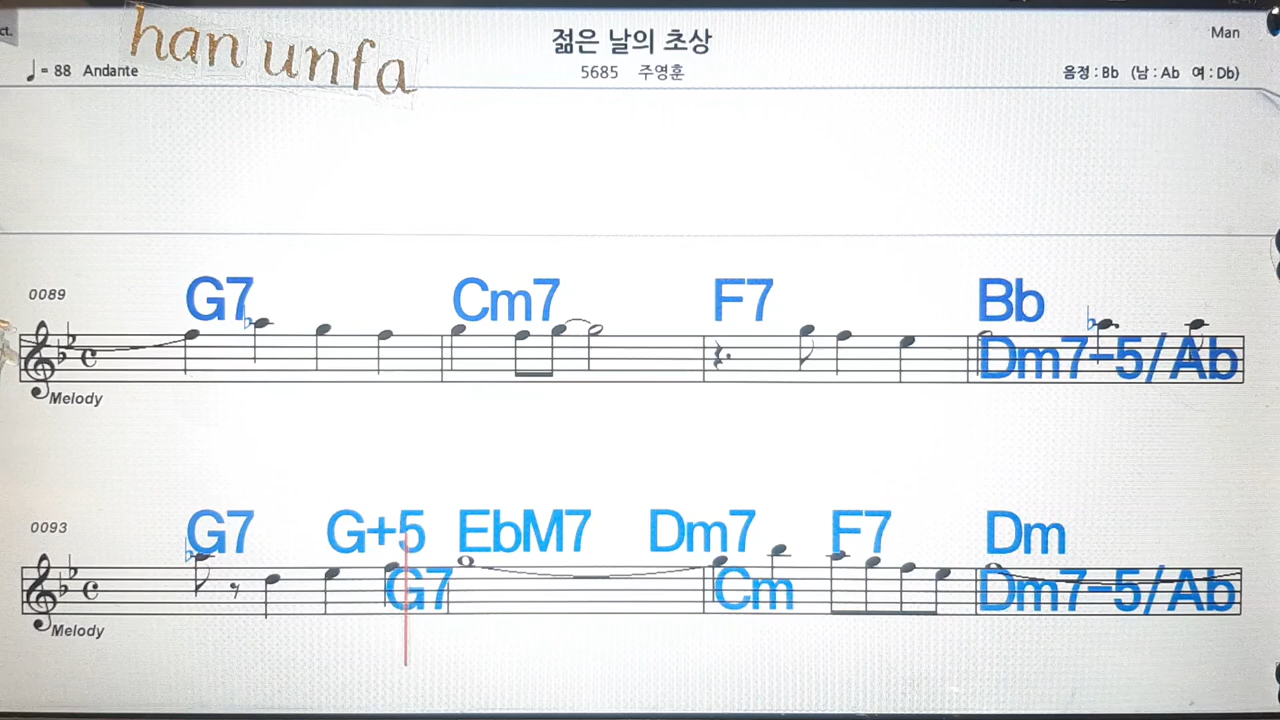 ct.
han unfa
젊은 날의 초상
Man
♩= 88 Andante
5685 주영훈
음정 : Bb (남 : Ab 여 : Db)
0089
G7 Cm7 F7 Bb
Dm7-5/Ab
Melody
0093
G7 G+5 EbM7 Dm7 F7 Dm
G7 Cm Dm7-5/Ab
Melody